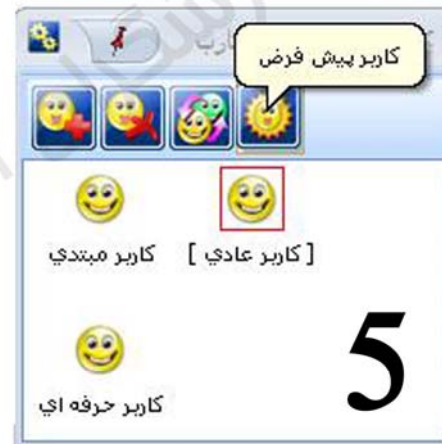 کاربر پیش فرض
کاربر مبتدي
[ کاربر عادي ]
کاربر حرفه اي
5